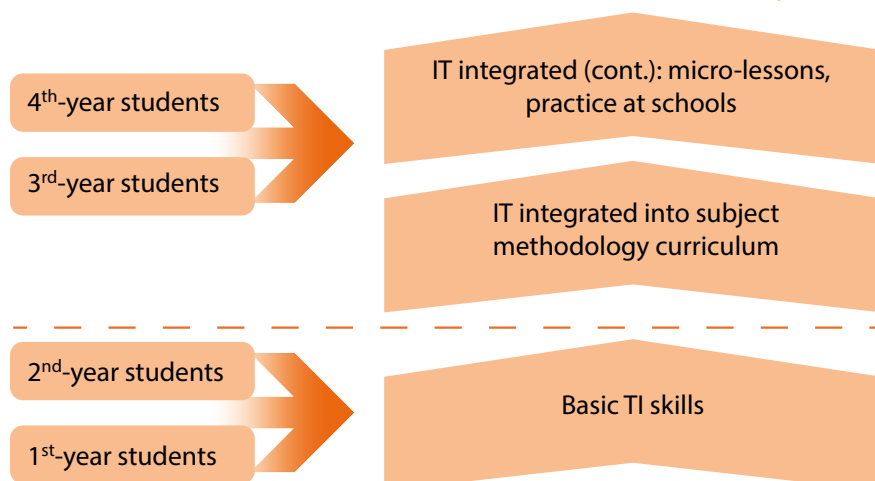 4th-year students
3rd-year students
IT integrated (cont.): micro-lessons,
practice at schools
IT integrated into subject
methodology curriculum
2nd-year students
1st-year students
Basic TI skills